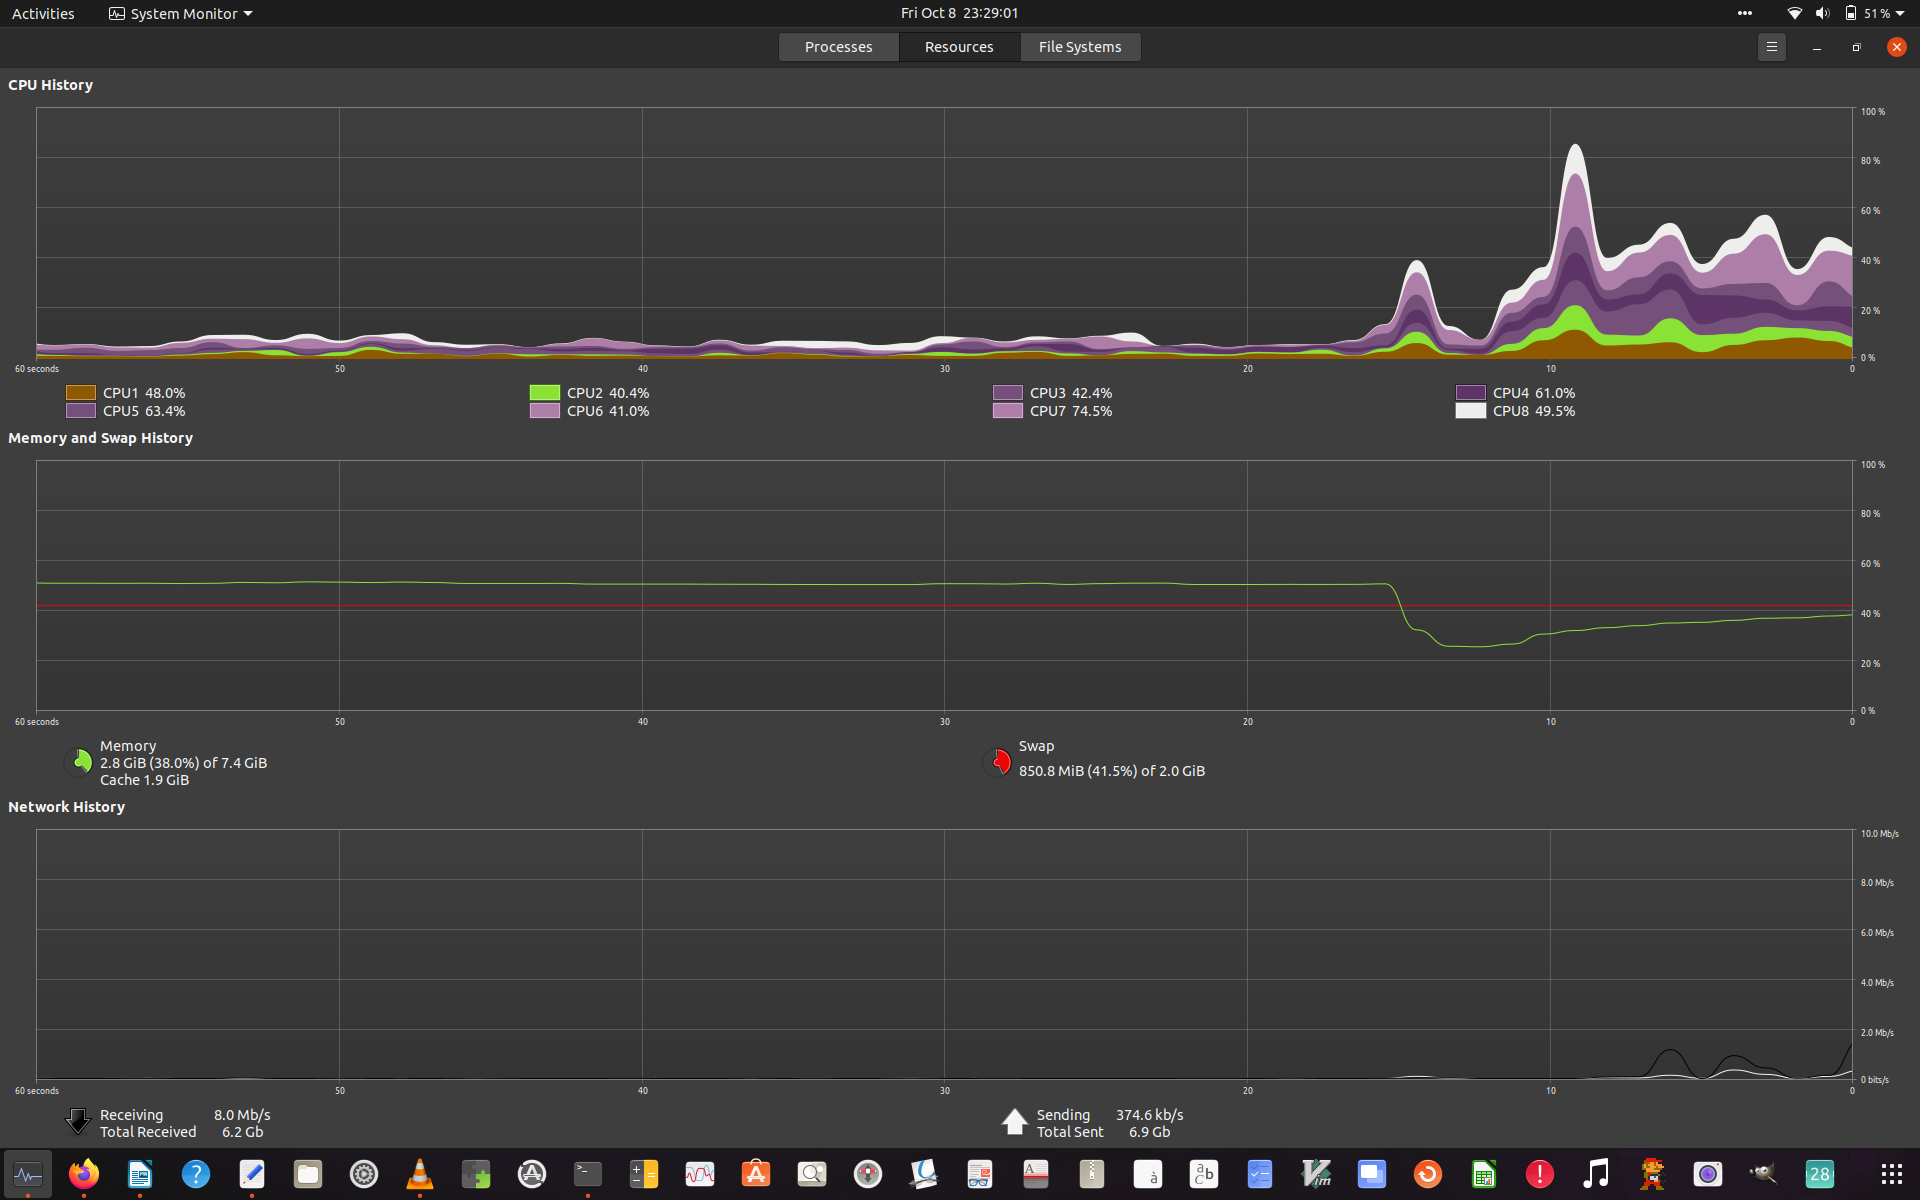 Activities System Monitor Fri Oct 8 23:29:01 51 %
Processes Resources File Systems
CPU History
100 %
80 %
60 %
40 %
20 %
0 %
60 seconds 50 40 30 20 10 0
CPU1 48.0% CPU2 40.4% CPU3 42.4% CPU4 61.0%
CPU5 63.4% CPU6 41.0% CPU7 74.5% CPU8 49.5%
Memory and Swap History
100 %
80 %
60 %
40 %
20 %
0 %
60 seconds 50 40 30 20 10 0
Memory
2.8 GiB (38.0%) of 7.4 GiB
Cache 1.9 GiB
Swap
850.8 MiB (41.5%) of 2.0 GiB
Network History
10.0 Mb/s
8.0 Mb/s
6.0 Mb/s
4.0 Mb/s
2.0 Mb/s
0 bits/s
60 seconds 50 40 30 20 10 0
Receiving 8.0 Mb/s
Total Received 6.2 Gb
Sending 374.6 kb/s
Total Sent 6.9 Gb
? >_ A à a b c Vim ! 28